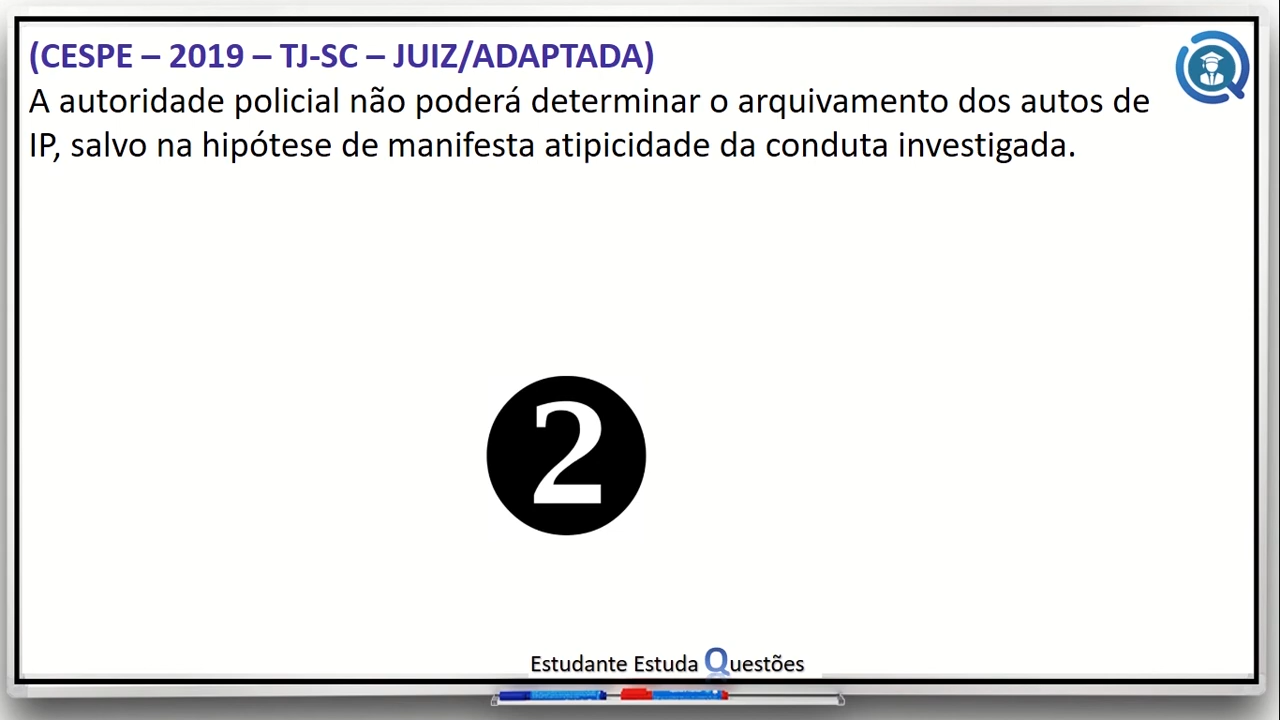 (CESPE – 2019 – TJ-SC – JUIZ/ADAPTADA)
A autoridade policial não poderá determinar o arquivamento dos autos de
IP, salvo na hipótese de manifesta atipicidade da conduta investigada.
2
Estudante Estuda Questões